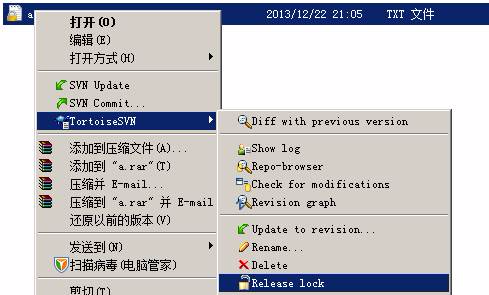 a
2013/12/22 21:05
TXT 文件
打开(O)
编辑(E)
打开方式(H)
SVN Update
SVN Commit...
TortoiseSVN
添加到压缩文件(A)...
添加到 "a.rar"(T)
压缩并 E-mail...
压缩到 "a.rar" 并 E-mail
还原以前的版本(V)
发送到(N)
扫描病毒(电脑管家)
剪切(T)
Diff with previous version
Show log
Repo-browser
Check for modifications
Revision graph
Update to revision...
Rename...
Delete
Release lock